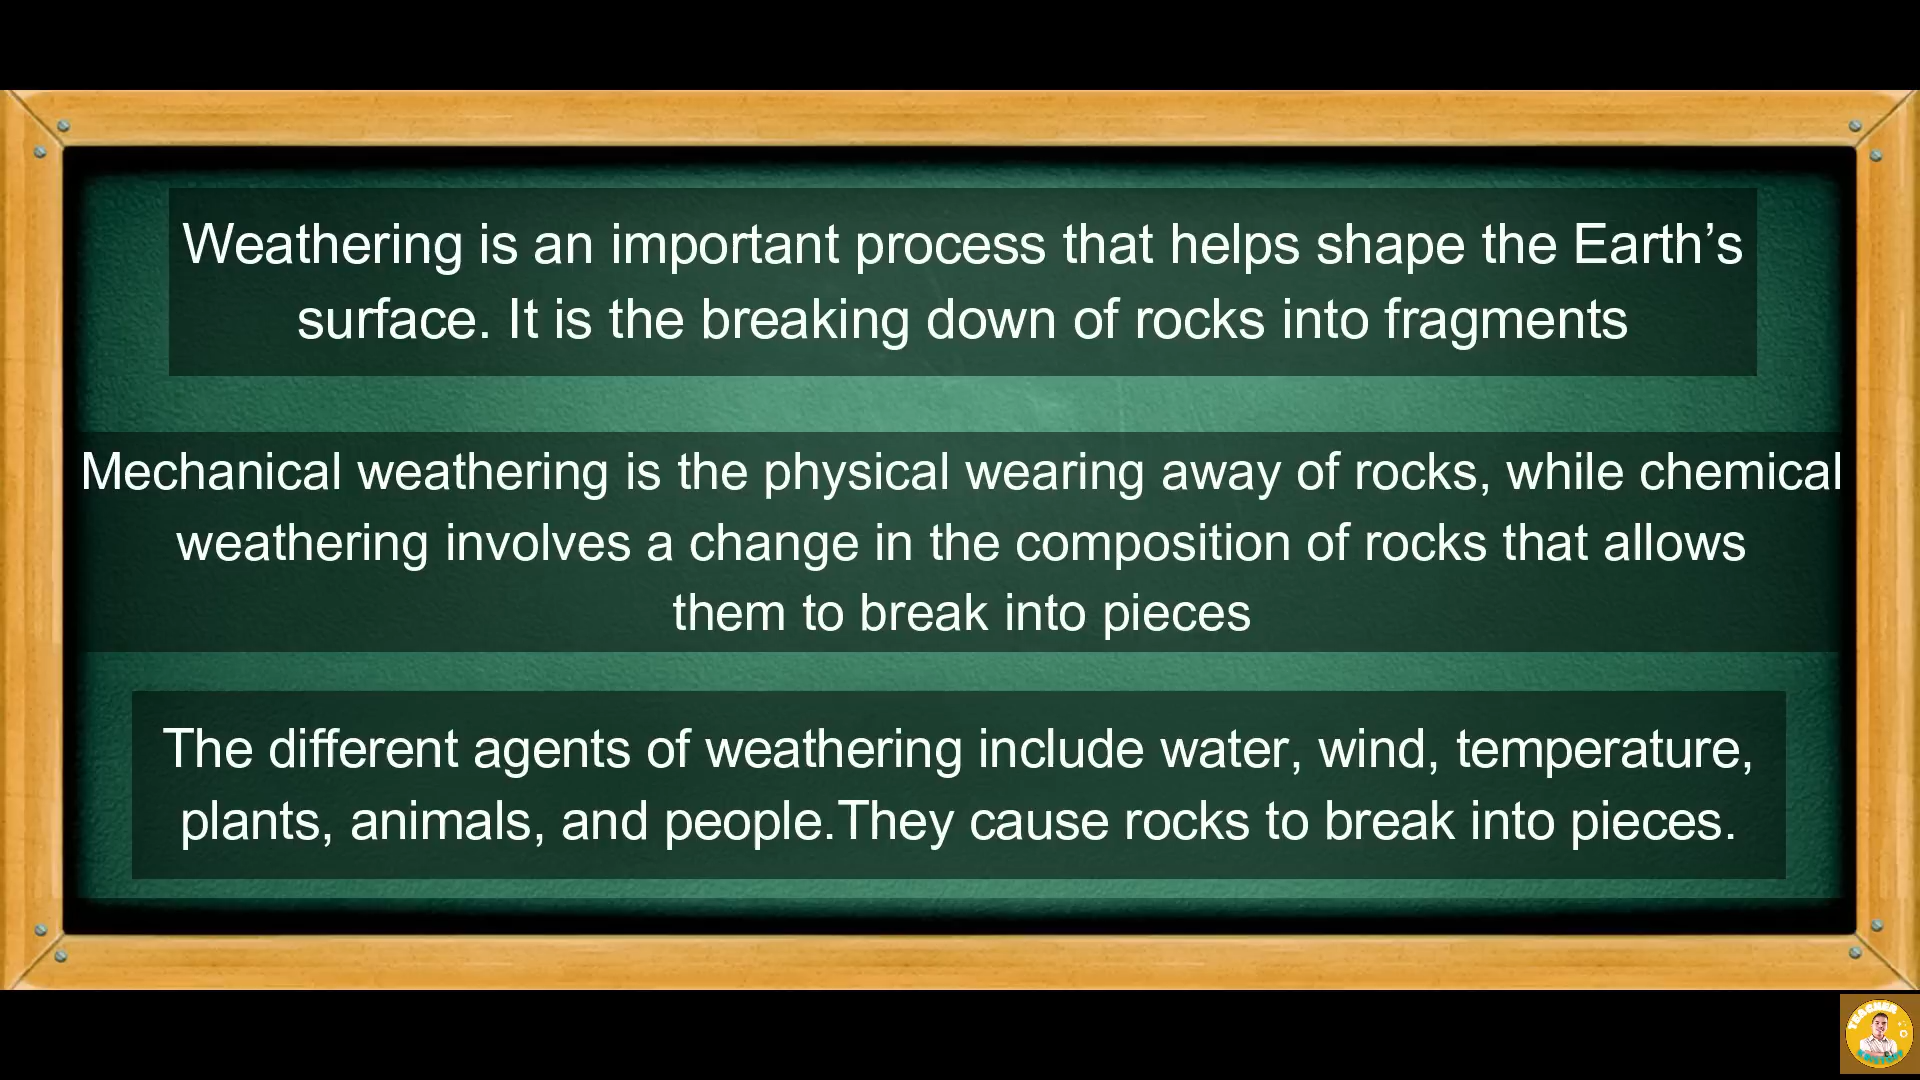 Weathering is an important process that helps shape the Earth’s
surface. It is the breaking down of rocks into fragments
Mechanical weathering is the physical wearing away of rocks, while chemical
weathering involves a change in the composition of rocks that allows
them to break into pieces
The different agents of weathering include water, wind, temperature,
plants, animals, and people.They cause rocks to break into pieces.
TEACHER